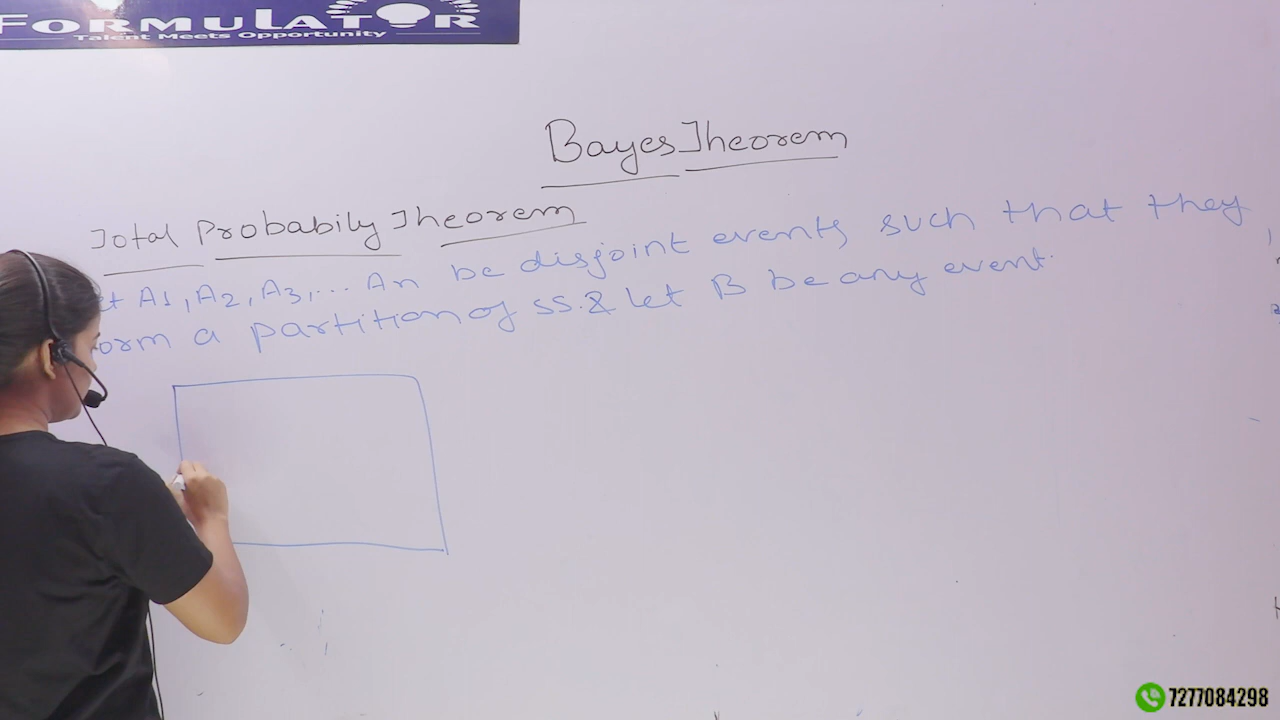 FORMULATOR
Talent Meets Opportunity
Bayes Theorem
Total Probabily Theorem
A1, A2, A3, ... An be disjoint events, such that they
a partition of SS. & let B be any event.
7277084298